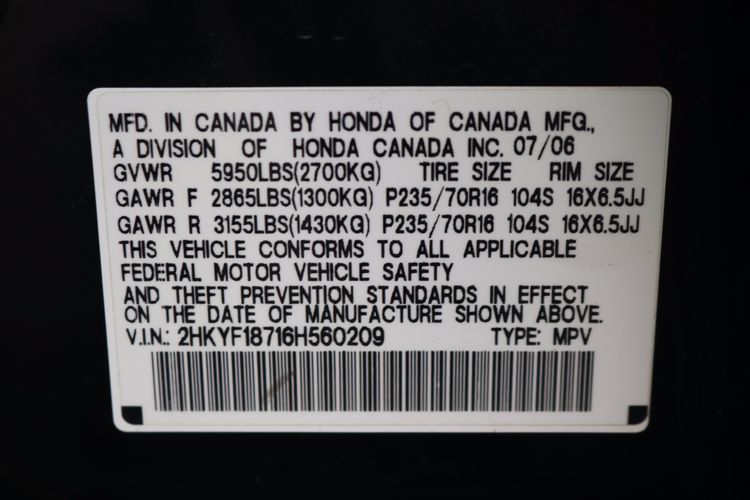 MFD. IN CANADA BY HONDA OF CANADA MFG.,
A DIVISION OF HONDA CANADA INC. 07/06
GVWR 5950LBS(2700KG) TIRE SIZE RIM SIZE
GAWR F 2865LBS(1300KG) P235/70R16 104S 16X6.5JJ
GAWR R 3155LBS(1430KG) P235/70R16 104S 16X6.5JJ
THIS VEHICLE CONFORMS TO ALL APPLICABLE
FEDERAL MOTOR VEHICLE SAFETY
AND THEFT PREVENTION STANDARDS IN EFFECT
ON THE DATE OF MANUFACTURE SHOWN ABOVE.
V.I.N.: 2HKYF18716H560209 TYPE: MPV